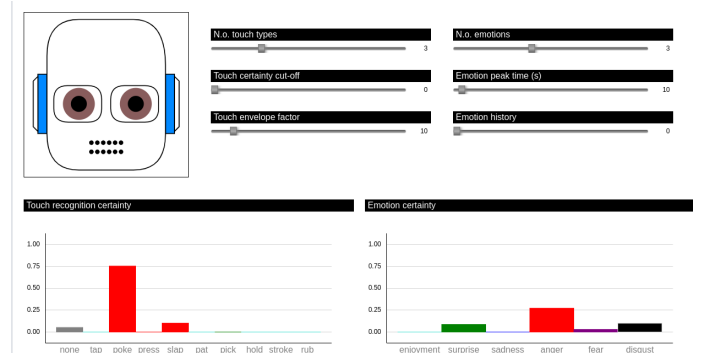 N.o. touch types
3
N.o. emotions
3
Touch certainty cut-off
0
Emotion peak time (s)
10
Touch envelope factor
10
Emotion history
0
Touch recognition certainty
Emotion certainty
1.00
0.75
0.50
0.25
0.00
none tap poke press slap pat pick hold stroke rub
1.00
0.75
0.50
0.25
0.00
enjoyment surprise sadness anger fear disgust